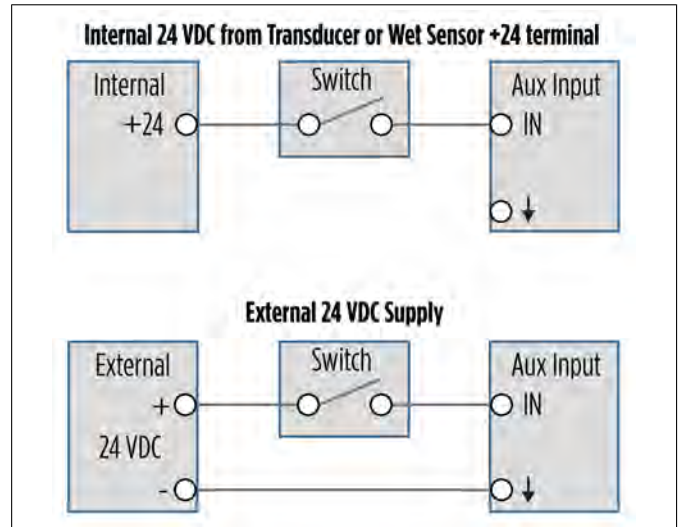 Internal 24 VDC from Transducer or Wet Sensor +24 terminal
Internal
Switch
Aux Input
+24
IN
↓
External 24 VDC Supply
External
Switch
Aux Input
+
IN
24 VDC
-
↓